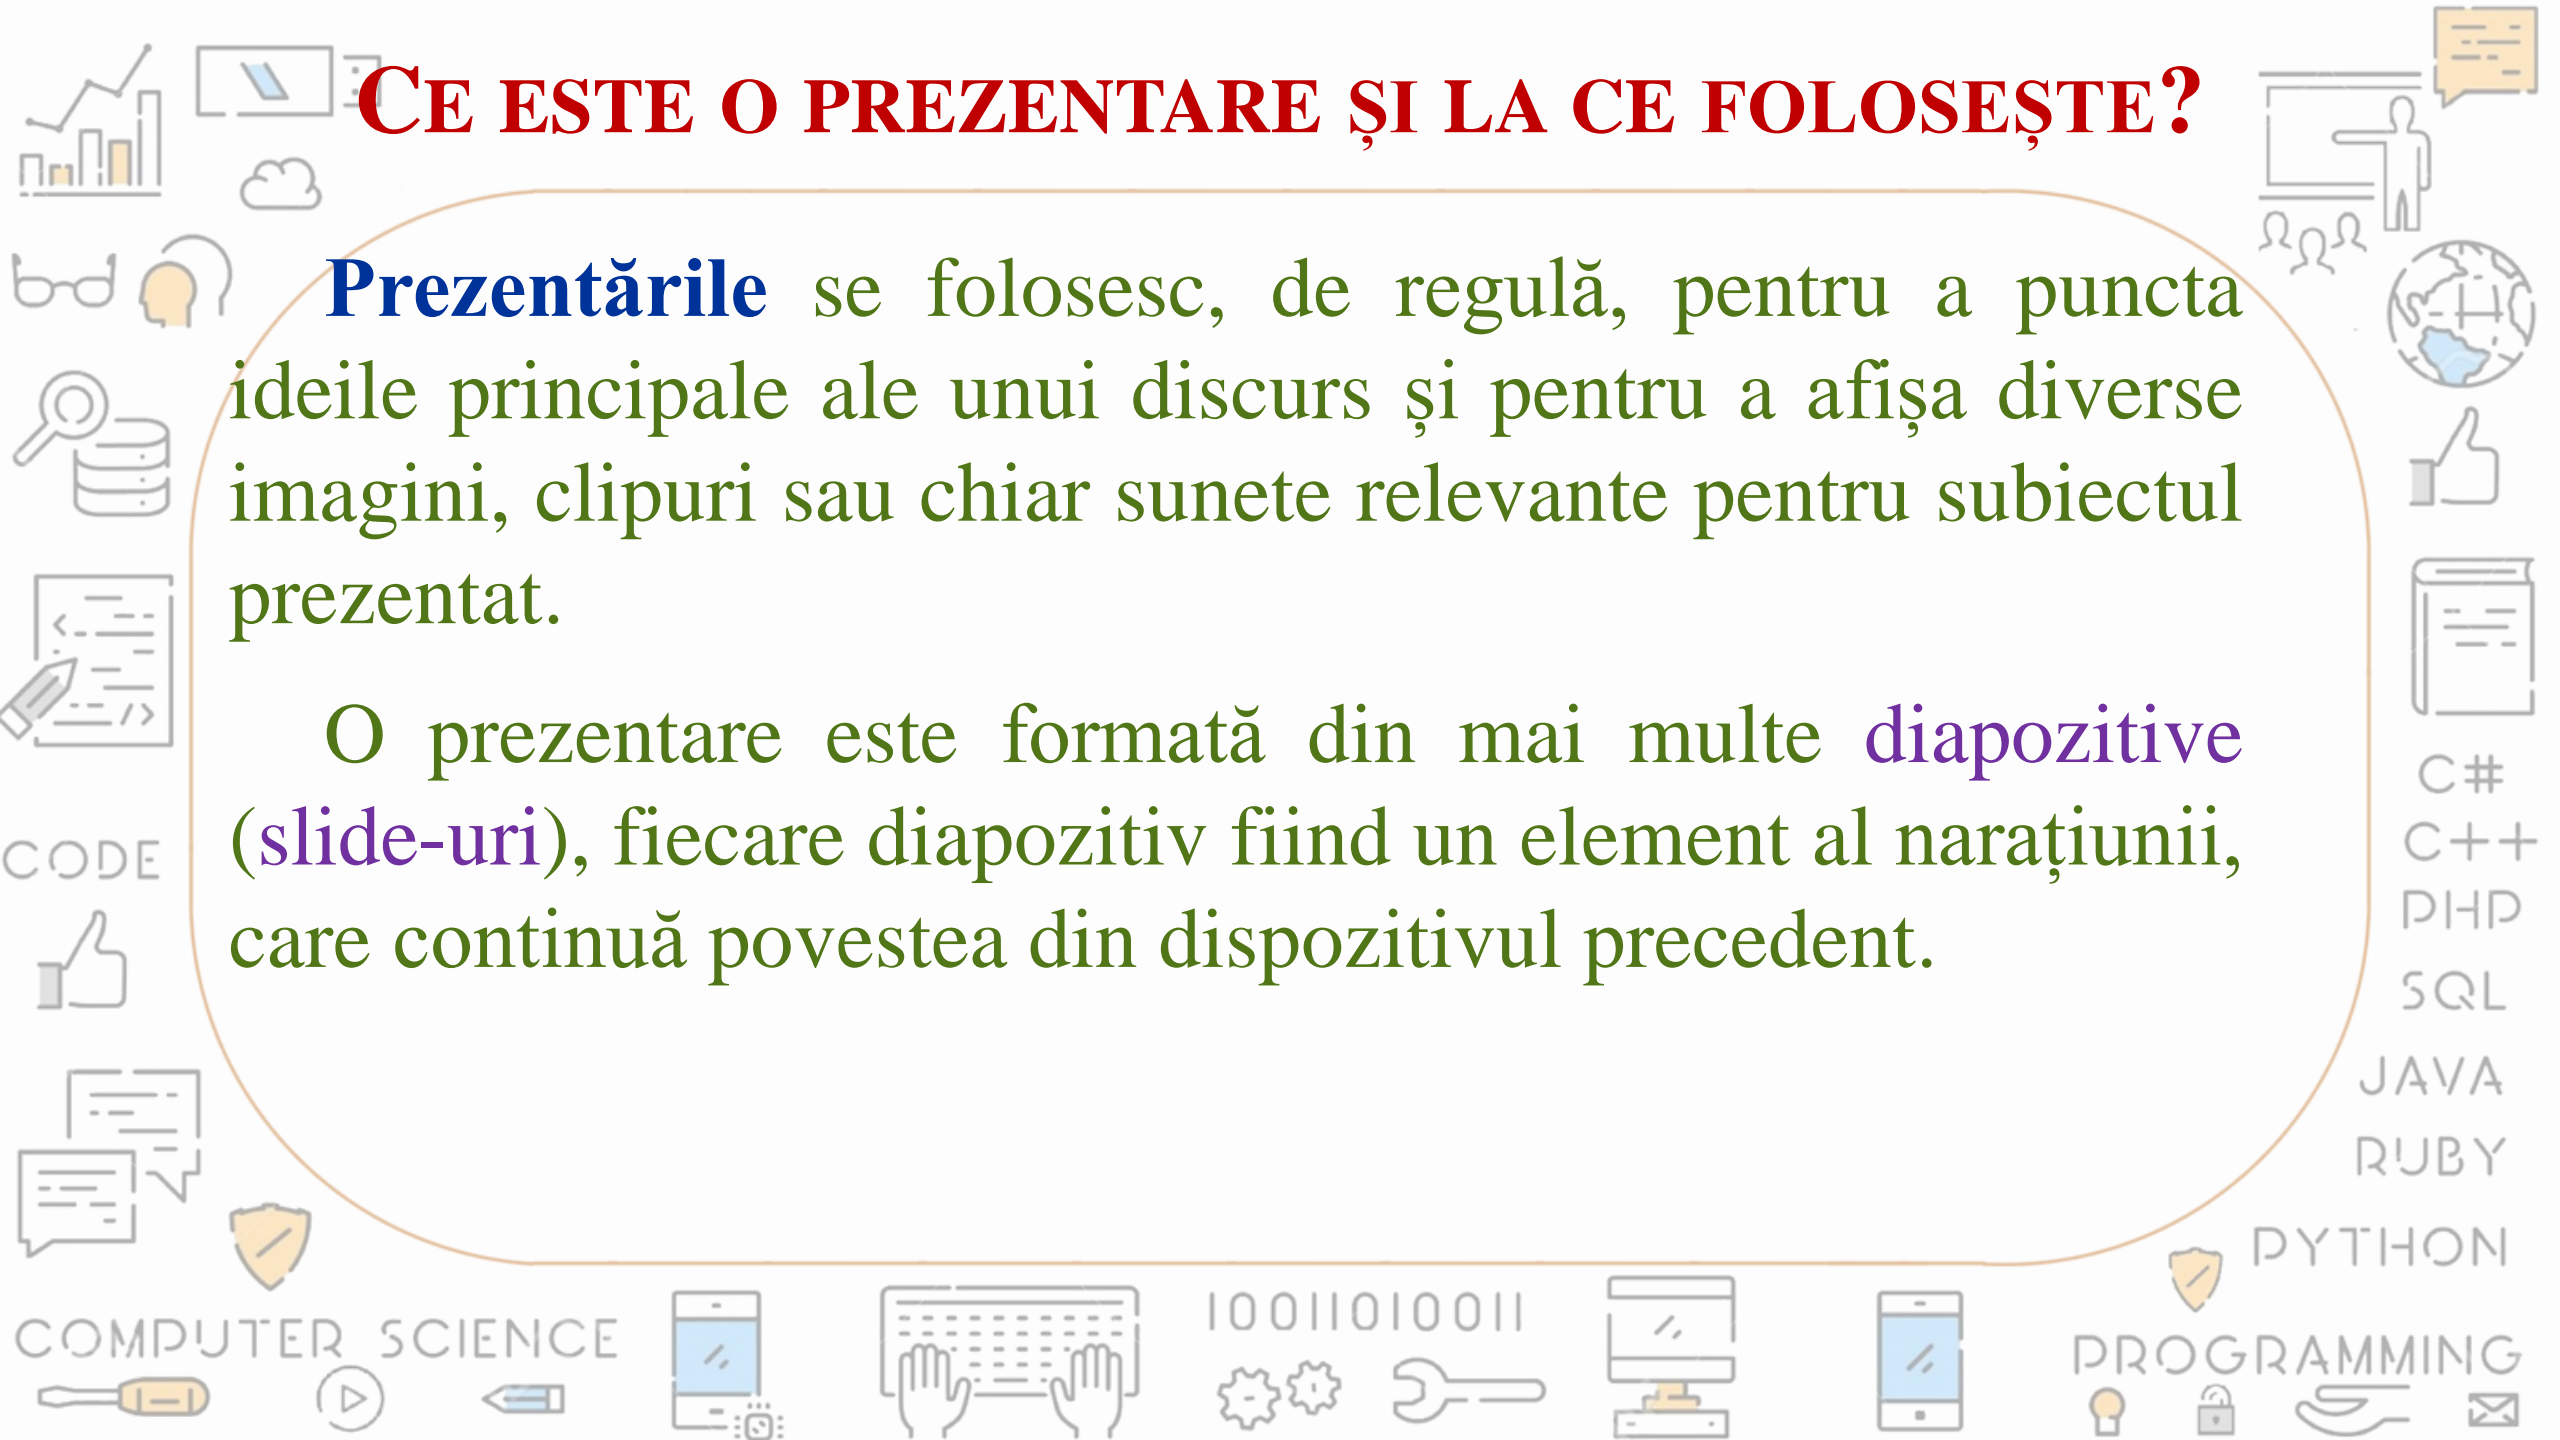 CE ESTE O PREZENTARE ȘI LA CE FOLOSEȘTE?
Prezentările se folosesc, de regulă, pentru a puncta
ideile principale ale unui discurs și pentru a afișa diverse
imagini, clipuri sau chiar sunete relevante pentru subiectul
prezentat.
O prezentare este formată din mai multe diapozitive
(slide-uri), fiecare diapozitiv fiind un element al narațiunii,
care continuă povestea din dispozitivul precedent.
CODE
C#
C++
PHP
SQL
JAVA
RUBY
PYTHON
COMPUTER SCIENCE
10011010011
PROGRAMMING